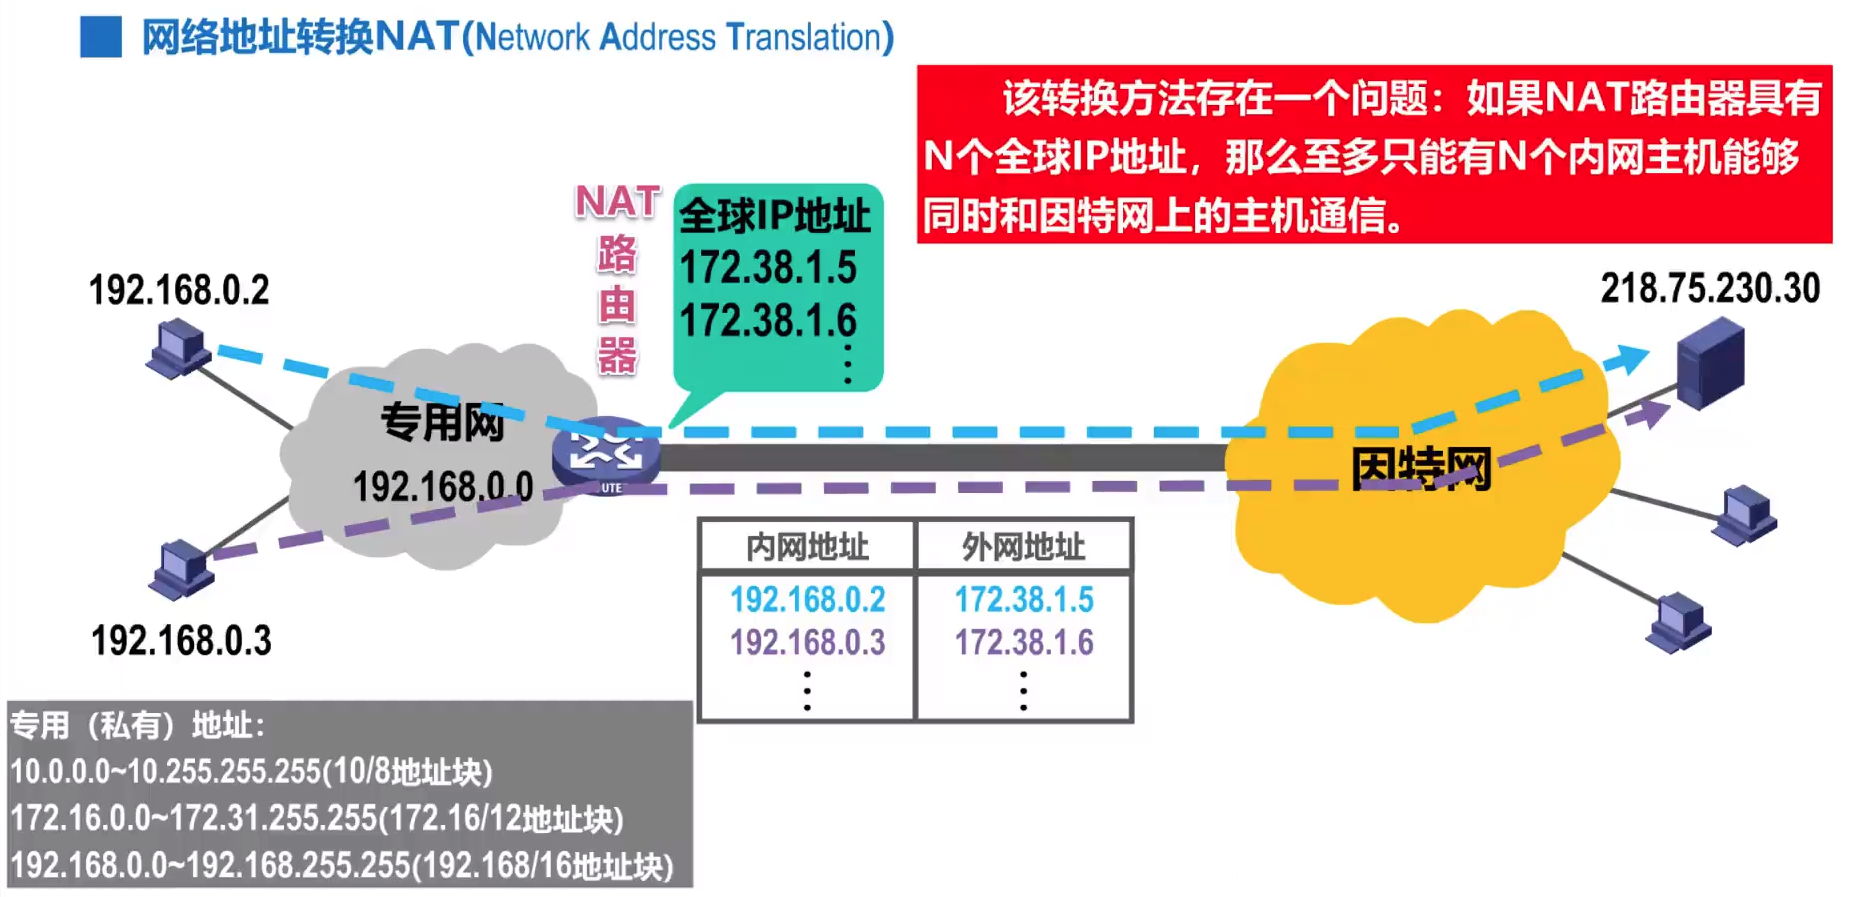 网络地址转换NAT(Network Address Translation)
该转换方法存在一个问题：如果NAT路由器具有
N个全球IP地址，那么至多只能有N个内网主机能够
同时和因特网上的主机通信。
NAT
路
由
器
全球IP地址
172.38.1.5
172.38.1.6
⋮
192.168.0.2
218.75.230.30
专用网
192.168.0.0
因特网
192.168.0.3
内网地址 外网地址
192.168.0.2 172.38.1.5
192.168.0.3 172.38.1.6
⋮ ⋮
专用（私有）地址：
10.0.0.0~10.255.255.255(10/8地址块)
172.16.0.0~172.31.255.255(172.16/12地址块)
192.168.0.0~192.168.255.255(192.168/16地址块)